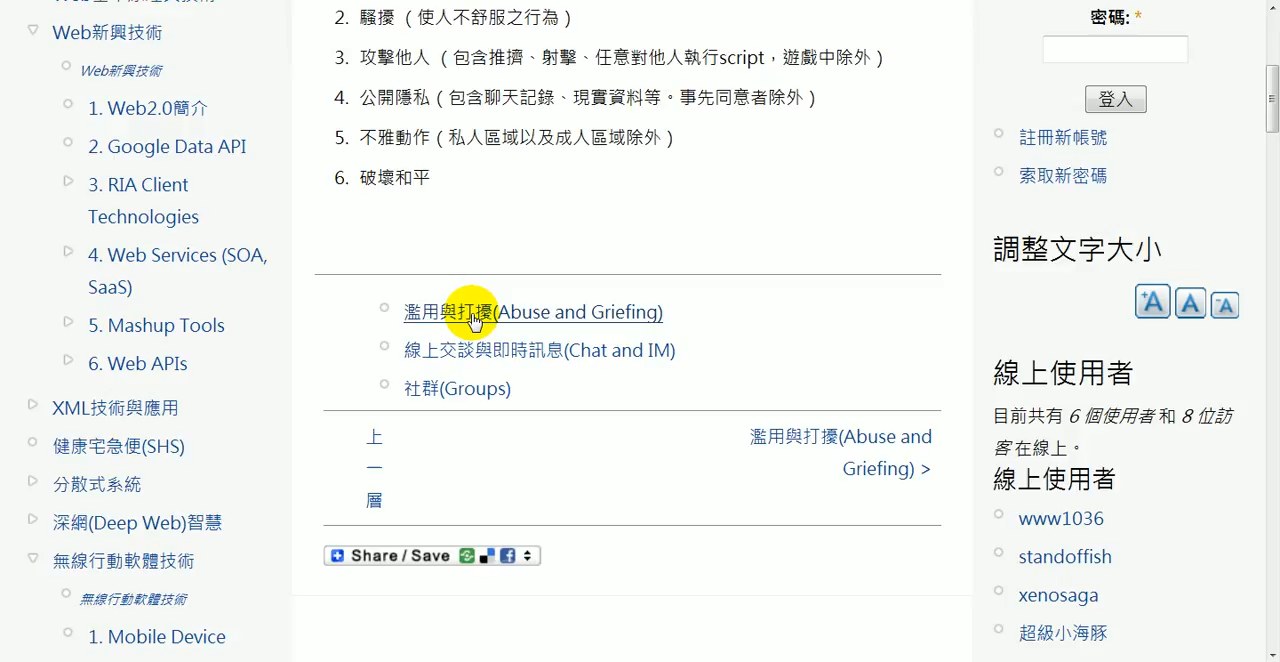 Web新興技術
Web新興技術
1. Web2.0簡介
2. Google Data API
3. RIA Client
Technologies
4. Web Services (SOA,
SaaS)
5. Mashup Tools
6. Web APIs
XML技術與應用
健康宅急便(SHS)
分散式系統
深網(Deep Web)智慧
無線行動軟體技術
無線行動軟體技術
1. Mobile Device
2. 騷擾 ( 使人不舒服之行為 )
3. 攻擊他人 ( 包含推擠、射擊、任意對他人執行script，遊戲中除外 )
4. 公開隱私 ( 包含聊天記錄、現實資料等。事先同意者除外 )
5. 不雅動作 ( 私人區域以及成人區域除外 )
6. 破壞和平
濫用與打擾(Abuse and Griefing)
線上交談與即時訊息(Chat and IM)
社群(Groups)
上
一
層
濫用與打擾(Abuse and
Griefing) >
Share / Save
密碼: *
登入
註冊新帳號
索取新密碼
調整文字大小
+A A -A
線上使用者
目前共有 6 個使用者 和 8 位訪
客 在線上。
線上使用者
www1036
standoffish
xenosaga
超級小海豚